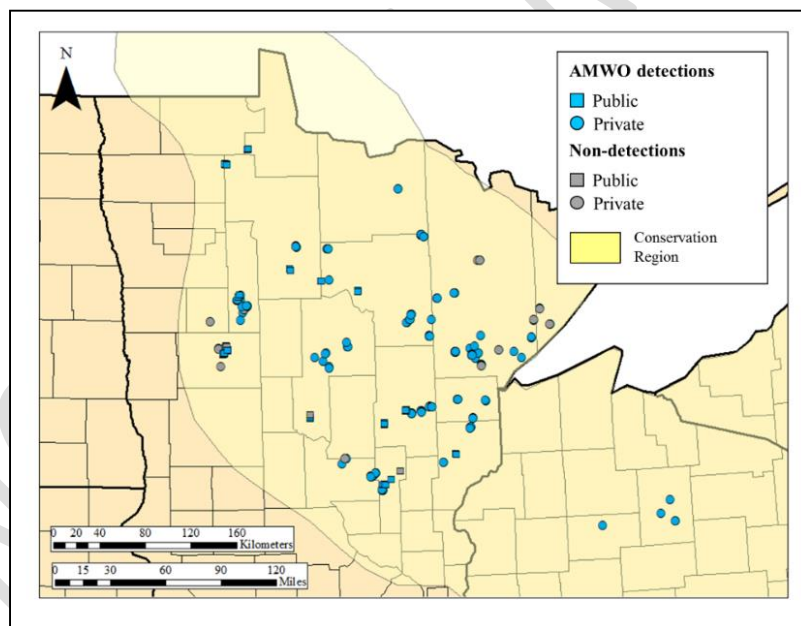 N
AMWO detections
Public
Private
Non-detections
Public
Private
Conservation
Region
0 20 40 80 120 160
Kilometers
0 15 30 60 90 120
Miles